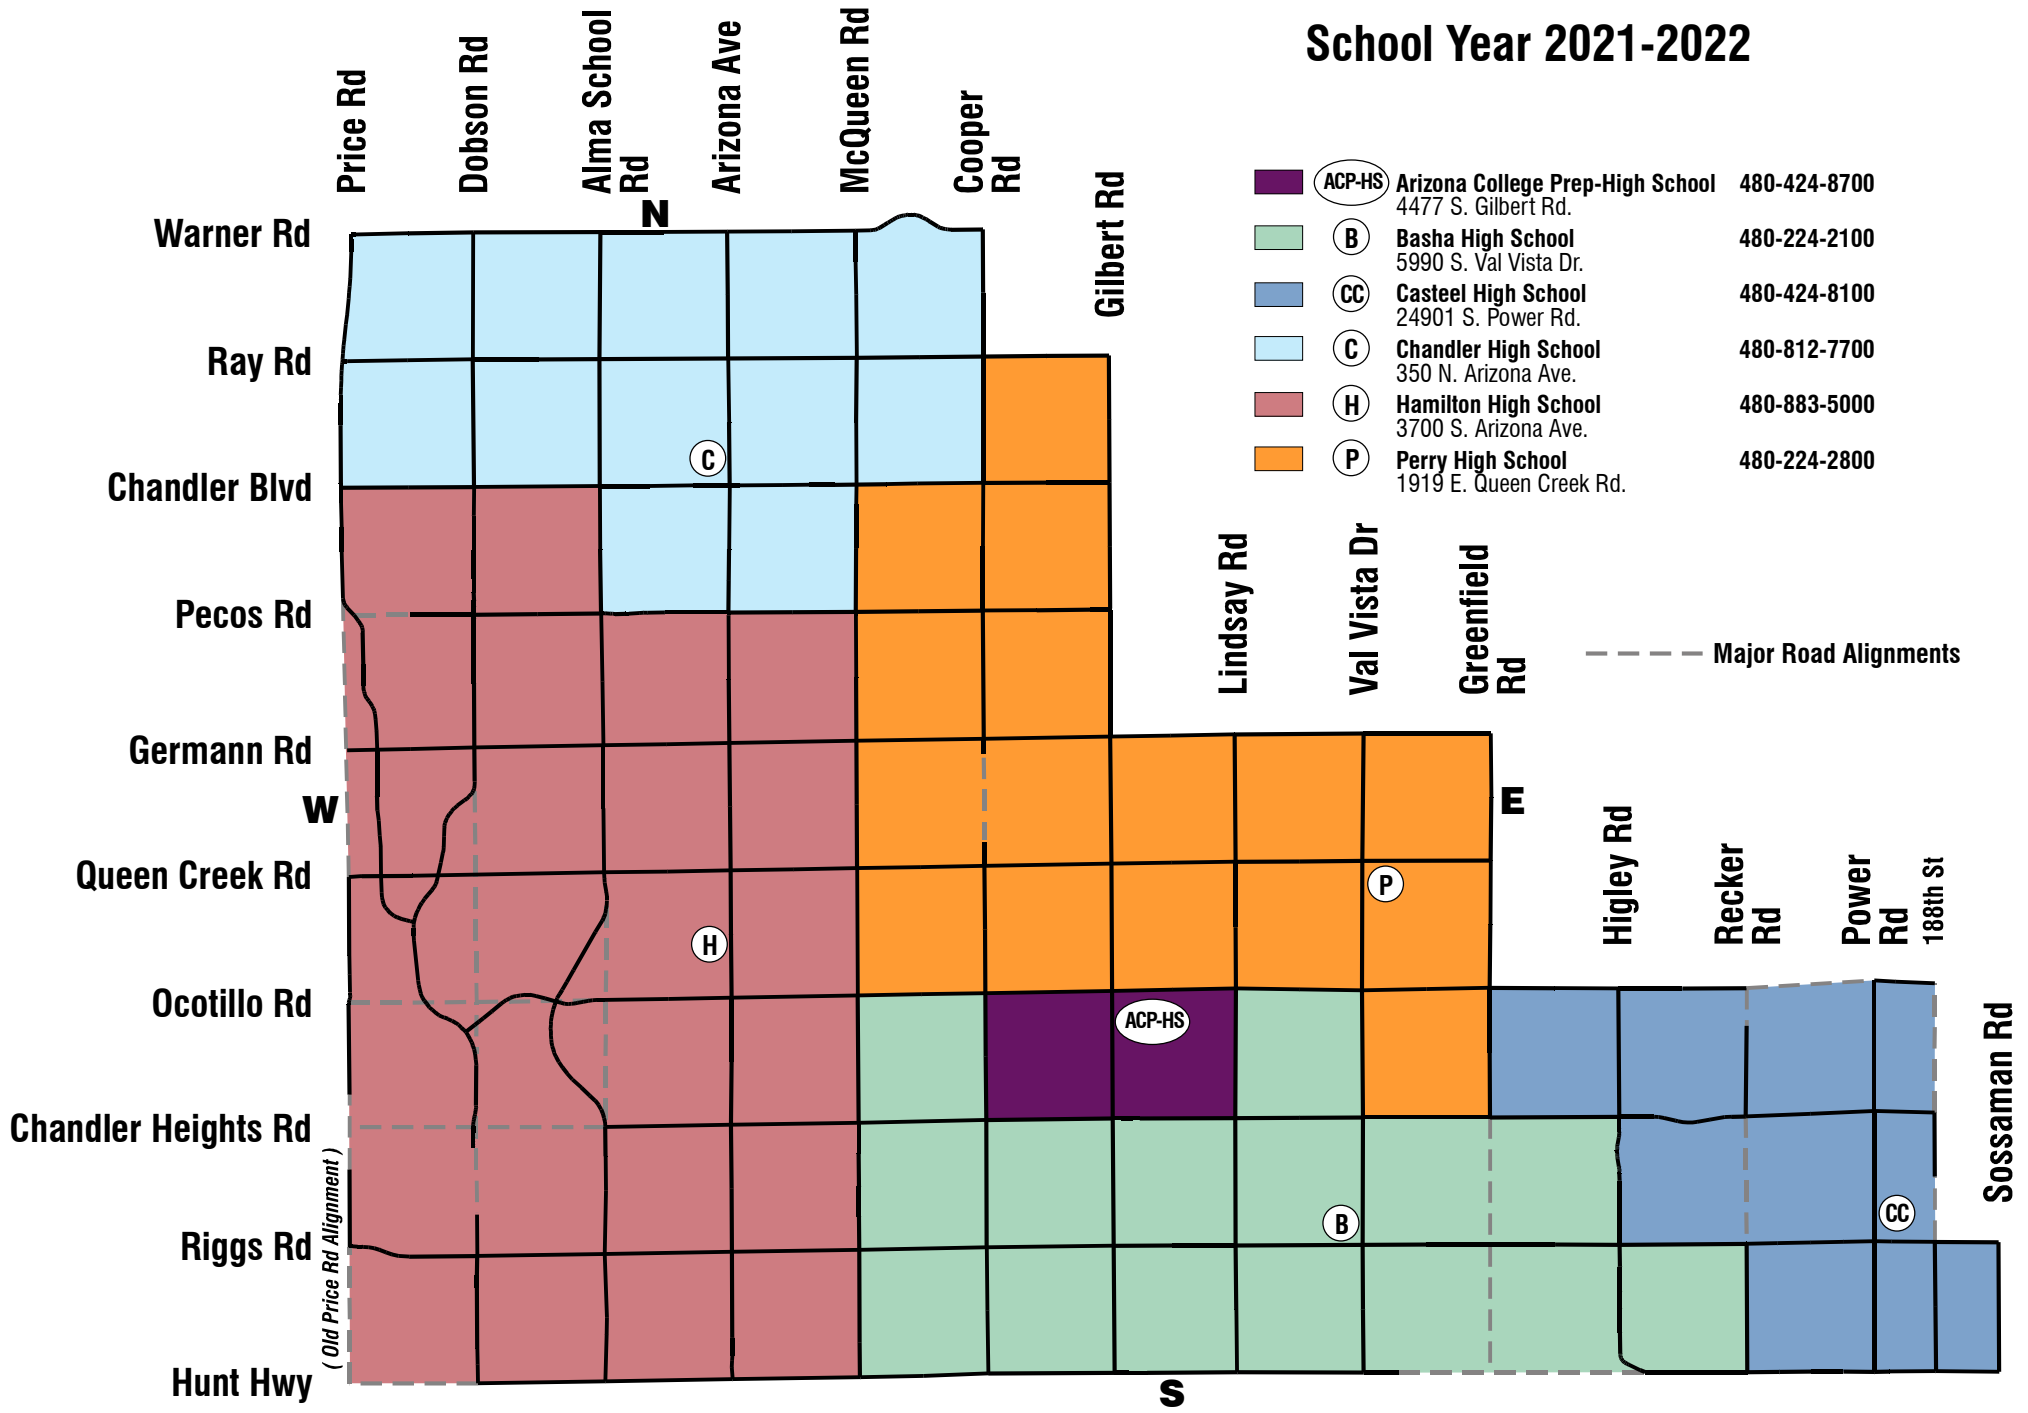 School Year 2021-2022
Price Rd
Dobson Rd
Alma School
Rd
Arizona Ave
McQueen Rd
Cooper
Rd
Gilbert Rd
N
ACP-HS Arizona College Prep-High School 480-424-8700
4477 S. Gilbert Rd.
B Basha High School 480-224-2100
5990 S. Val Vista Dr.
CC Casteel High School 480-424-8100
24901 S. Power Rd.
C Chandler High School 480-812-7700
350 N. Arizona Ave.
H Hamilton High School 480-883-5000
3700 S. Arizona Ave.
P Perry High School 480-224-2800
1919 E. Queen Creek Rd.
Warner Rd
Ray Rd
C
Chandler Blvd
Lindsay Rd
Val Vista Dr
Greenfield
Rd
Pecos Rd
Major Road Alignments
Germann Rd
W
E
Higley Rd
Recker
Rd
Power
Rd
188th St
Queen Creek Rd
P
H
Ocotillo Rd
ACP-HS
Sossaman Rd
Chandler Heights Rd
( Old Price Rd Alignment )
B
CC
Riggs Rd
Hunt Hwy
S